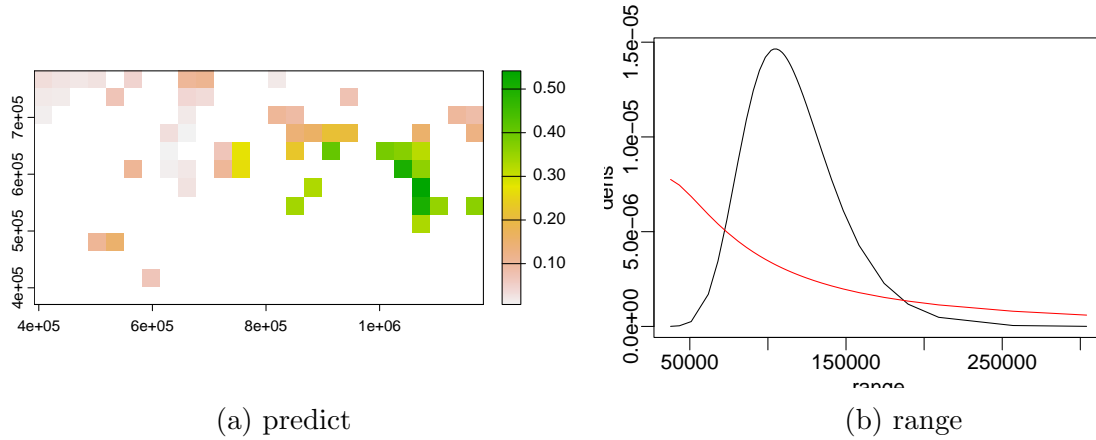 7e+05
6e+05
5e+05
4e+05
4e+05 6e+05 8e+05 1e+06
0.50
0.40
0.30
0.20
0.10
(a) predict
dens
1.5e−05
1.0e−05
5.0e−06
0.0e+00
50000 150000 250000
range
(b) range